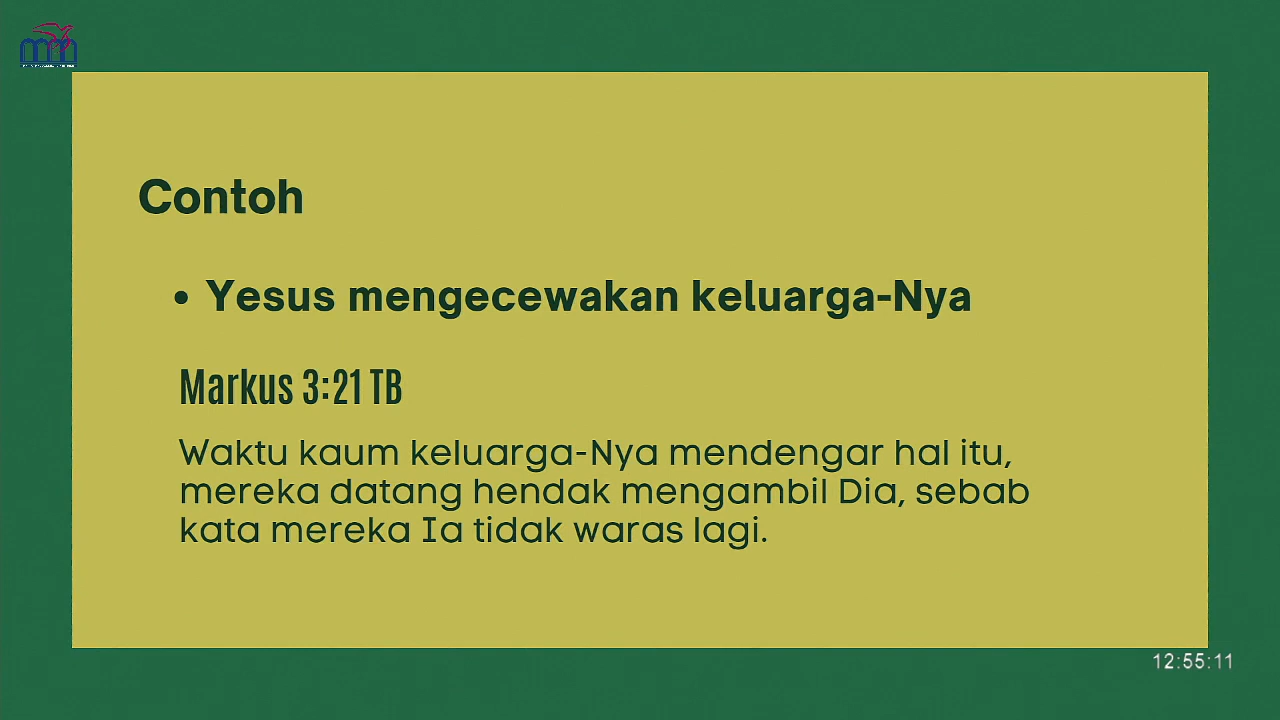 Contoh
• Yesus mengecewakan keluarga-Nya
Markus 3:21 TB
Waktu kaum keluarga-Nya mendengar hal itu,
mereka datang hendak mengambil Dia, sebab
kata mereka Ia tidak waras lagi.
12:55:11